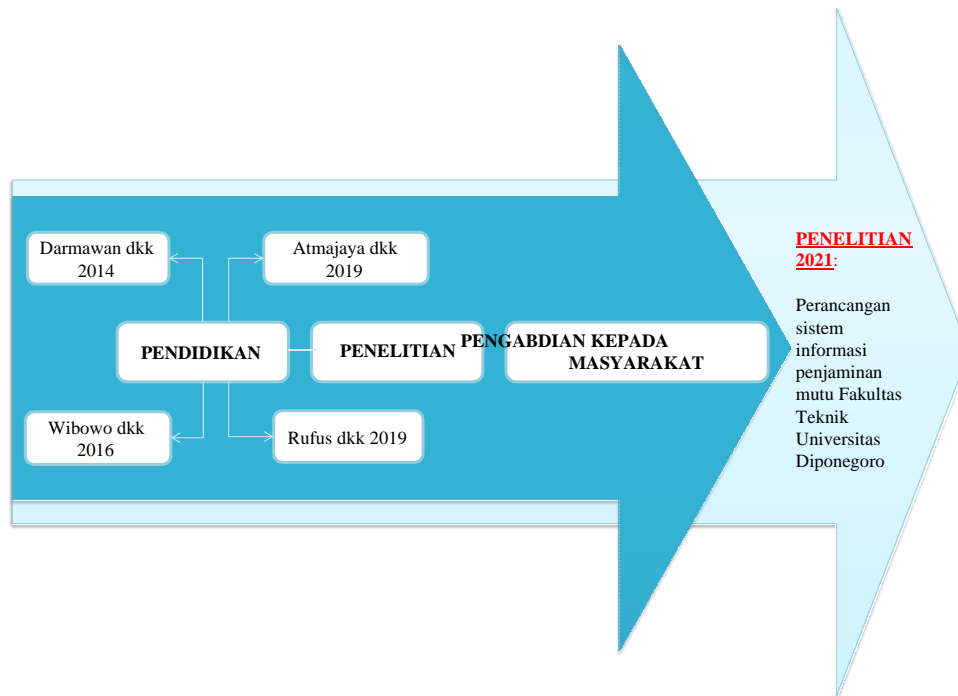 Darmawan dkk
2014
Atmajaya dkk
2019
PENDIDIKAN
PENELITIAN
PENGABDIAN KEPADA
MASYARAKAT
Wibowo dkk
2016
Rufus dkk 2019
PENELITIAN
2021:
Perancangan
sistem
informasi
penjaminan
mutu Fakultas
Teknik
Universitas
Diponegoro